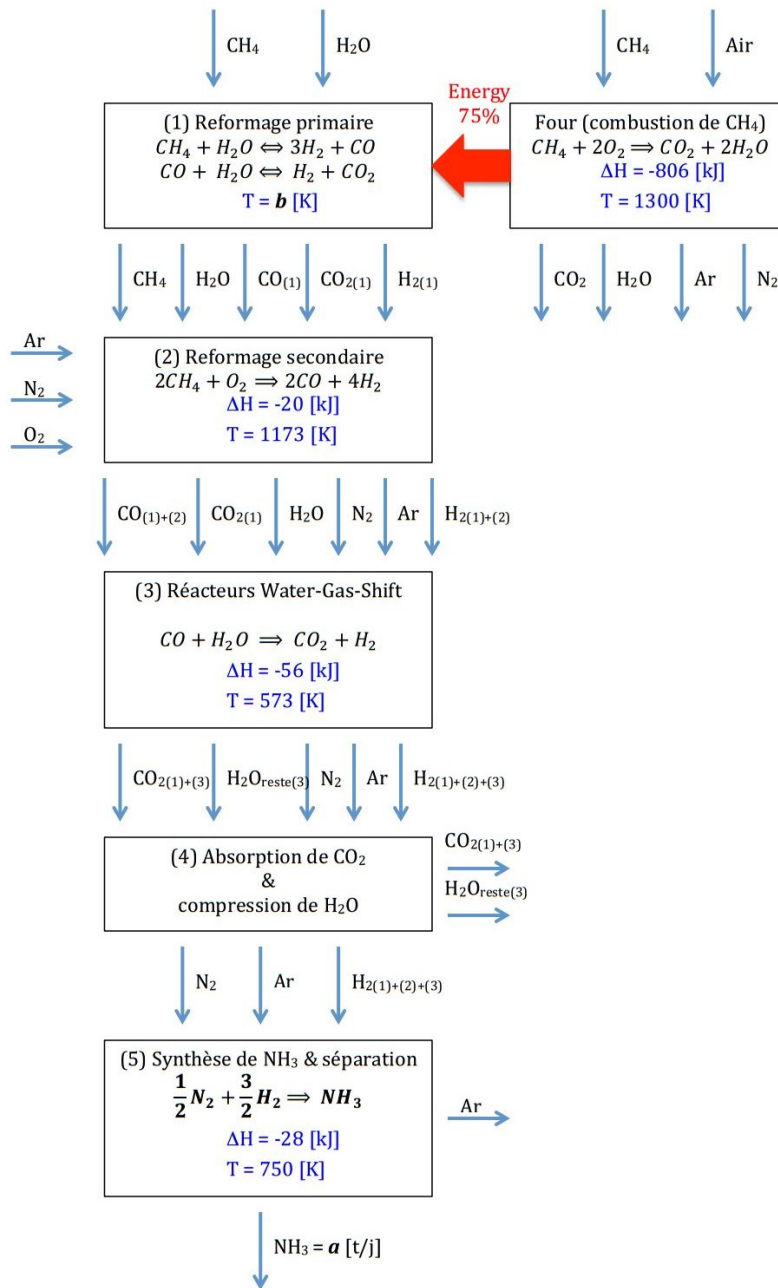 CH₄ H₂O CH₄ Air
Energy
75%
(1) Reformage primaire
CH₄ + H₂O ⇔ 3H₂ + CO
CO + H₂O ⇔ H₂ + CO₂
T = b [K]
Four (combustion de CH₄)
CH₄ + 2O₂ ⇒ CO₂ + 2H₂O
ΔH = -806 [kJ]
T = 1300 [K]
CH₄ H₂O CO₍₁₎ CO₂₍₁₎ H₂₍₁₎
CO₂ H₂O Ar N₂
Ar
N₂
O₂
(2) Reformage secondaire
2CH₄ + O₂ ⇒ 2CO + 4H₂
ΔH = -20 [kJ]
T = 1173 [K]
CO₍₁₎₊₍₂₎ CO₂₍₁₎ H₂O N₂ Ar H₂₍₁₎₊₍₂₎
(3) Réacteurs Water-Gas-Shift
CO + H₂O ⇒ CO₂ + H₂
ΔH = -56 [kJ]
T = 573 [K]
CO₂₍₁₎₊₍₃₎ H₂Oreste(3) N₂ Ar H₂₍₁₎₊₍₂₎₊₍₃₎
(4) Absorption de CO₂
&
compression de H₂O
CO₂₍₁₎₊₍₃₎
H₂Oreste(3)
N₂ Ar H₂₍₁₎₊₍₂₎₊₍₃₎
(5) Synthèse de NH₃ & séparation
1/2 N₂ + 3/2 H₂ ⇒ NH₃
ΔH = -28 [kJ]
T = 750 [K]
Ar
NH₃ = a [t/j]